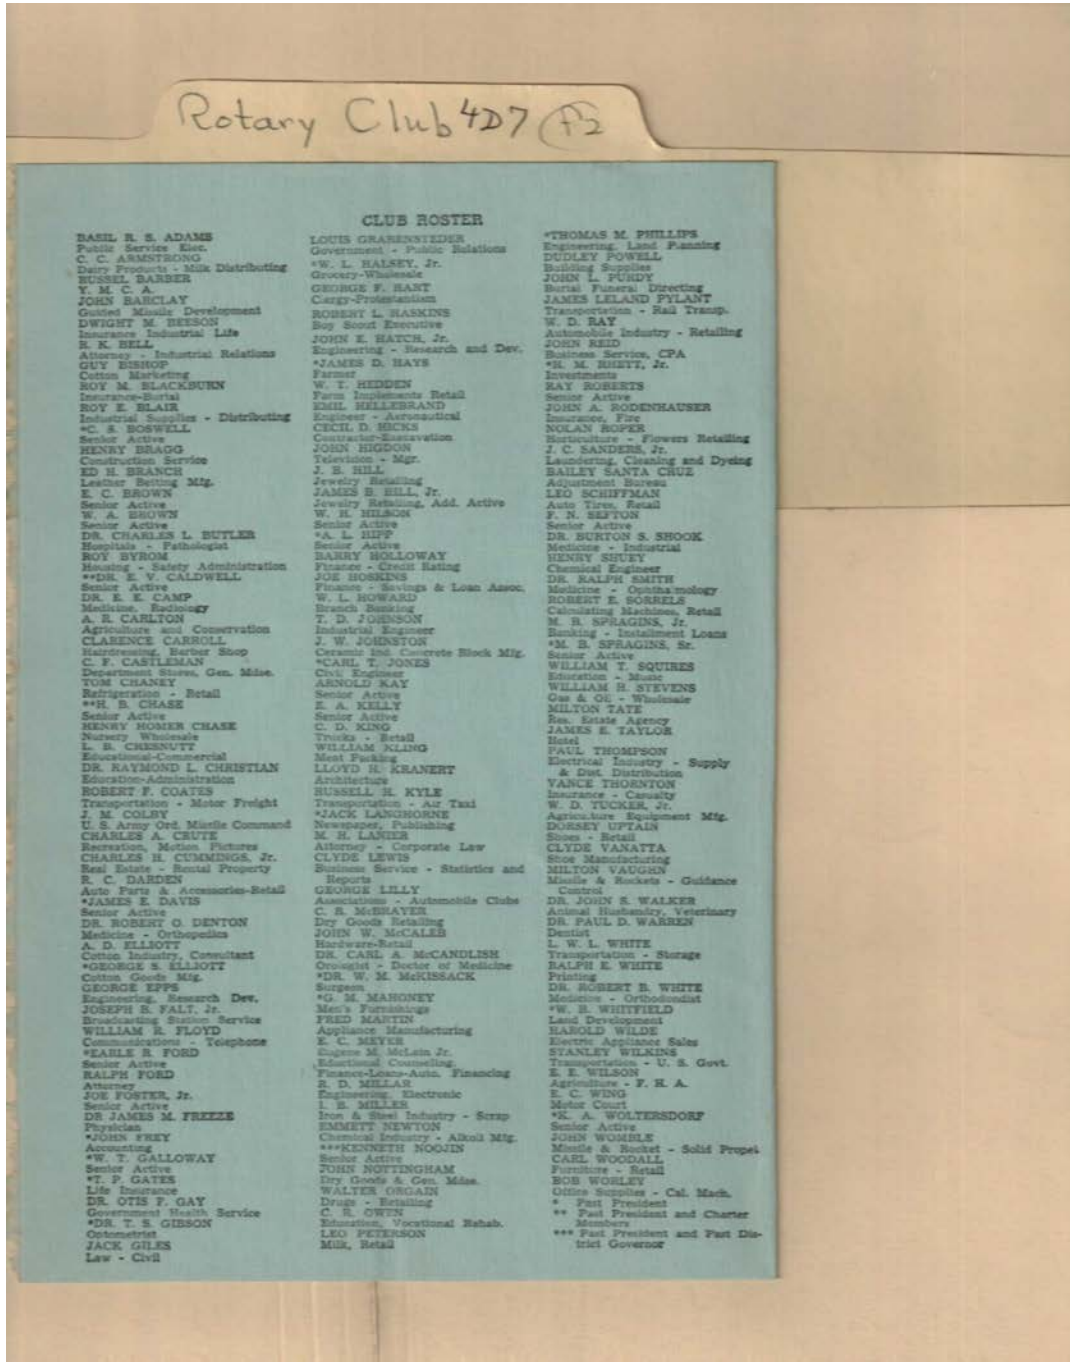 Rotary Club 4D7 F2
CLUB ROSTER
BASIL R. S. ADAMS
Public Service Elec.
C. C. ARMSTRONG
Dairy Products - Milk Distributing
RUSSEL BARBER
Y. M. C. A.
JOHN BARCLAY
Guided Missile Development
DWIGHT M. BEESON
Insurance Industrial Life
R. K. BELL
Attorney - Industrial Relations
GUY BISHOP
Cotton Marketing
ROY M. BLACKBURN
Insurance-Burial
ROY E. BLAIR
Industrial Supplies - Distributing
*C. S. BOSWELL
Senior Active
HENRY BRAGG
Construction Service
ED H. BRANCH
Leather Belting Mfg.
E. C. BROWN
Senior Active
W. A. BROWN
Senior Active
DR. CHARLES L. BUTLER
Hospitals - Pathologist
ROY BYROM
Housing - Safety Administration
**DR. E. V. CALDWELL
Senior Active
DR. E. E. CAMP
Medicine, Radiology
A. R. CARLTON
Agriculture and Conservation
CLARENCE CARROLL
Hairdressing, Barber Shop
C. F. CASTLEMAN
Department Stores, Gen. Mdse.
TOM CHANEY
Refrigeration - Retail
**H. B. CHASE
Senior Active
HENRY HOMER CHASE
Nursery Wholesale
L. B. CHESNUTT
Educational-Commercial
DR. RAYMOND L. CHRISTIAN
Education-Administration
ROBERT F. COATES
Transportation - Motor Freight
J. M. COLBY
U. S. Army Ord. Missile Command
CHARLES A. CRUTE
Recreation, Motion Pictures
CHARLES H. CUMMINGS, Jr.
Real Estate - Rental Property
R. C. DARDEN
Auto Parts & Accessories-Retail
*JAMES E. DAVIS
Senior Active
DR. ROBERT O. DENTON
Medicine - Orthopedics
A. D. ELLIOTT
Cotton Industry, Consultant
*GEORGE S. ELLIOTT
Cotton Goods Mfg.
GEORGE EPPS
Engineering, Research Dev.
JOSEPH B. FALT, Jr.
Broadcasting Station Service
WILLIAM R. FLOYD
Communications - Telephone
*EARLE R. FORD
Senior Active
RALPH FORD
Attorney
JOE FOSTER, Jr.
Senior Active
DR JAMES M. FREEZE
Physician
*JOHN FREY
Accounting
*W. T. GALLOWAY
Senior Active
*T. P. GATES
Life Insurance
DR. OTIS F. GAY
Government Health Service
*DR. T. S. GIBSON
Optometrist
JACK GILES
Law - Civil
LOUIS GRABENSTEDER
Government - Public Relations
*W. L. HALSEY, Jr.
Grocery-Wholesale
GEORGE F. HART
Clergy-Protestantism
ROBERT L. HASKINS
Boy Scout Executive
JOHN E. HATCH, Jr.
Engineering - Research and Dev.
*JAMES D. HAYS
Farmer
W. T. HEDDEN
Farm Implements Retail
EMIL HELLEBRAND
Engineer - Aeronautical
CECIL D. HICKS
Contractor-Excavation
JOHN HIGDON
Television - Mgr.
J. B. HILL
Jewelry Retailing
JAMES B. HILL, Jr.
Jewelry Retailing, Add. Active
W. H. HILSON
Senior Active
*A. L. HIPP
Senior Active
BARRY HOLLOWAY
Finance - Credit Rating
JOE HOSKINS
Finance - Savings & Loan Assoc.
W. L. HOWARD
Branch Banking
T. D. JOHNSON
Industrial Engineer
J. W. JOHNSTON
Ceramic Ind. Concrete Block Mfg.
*CARL T. JONES
Civil Engineer
ARNOLD KAY
Senior Active
E. A. KELLY
Senior Active
C. D. KING
Trucks - Retail
WILLIAM KLING
Meat Packing
LLOYD H. KRANERT
Architecture
RUSSELL H. KYLE
Transportation - Air Taxi
*JACK LANGHORNE
Newspaper, Publishing
M. H. LANIER
Attorney - Corporate Law
CLYDE LEWIS
Business Service - Statistics and
Reports
GEORGE LILLY
Associations - Automobile Clubs
C. R. McBRAYER
Dry Goods Retailing
JOHN W. McCALEB
Hardware-Retail
DR. CARL A. McCANDLISH
Orologist - Doctor of Medicine
*DR. W. M. McKISSACK
Surgeon
*G. M. MAHONEY
Men's Furnishings
FRED MARTIN
Appliance Manufacturing
E. C. MEYER
Eugene M. McLain Jr.
Eductional Counseling.
Finance-Loans-Auto. Financing
R. D. MILLAR
Engineering, Electronic
I. B. MILLER
Iron & Steel Industry - Scrap
EMMETT NEWTON
Chemical Industry - Alkoli Mfg.
***KENNETH NOOJIN
Senior Active
JOHN NOTTINGHAM
Dry Goods & Gen. Mdse.
WALTER ORGAIN
Drugs - Retailing
C. R. OWEN
Education, Vocational Rehab.
LEO PETERSON
Milk, Retail
*THOMAS M. PHILLIPS
Engineering, Land Planning
DUDLEY POWELL
Building Supplies
JOHN L. PURDY
Burial Funeral Directing
JAMES LELAND PYLANT
Transportation - Rail Transp.
W. D. RAY
Automobile Industry - Retailing
JOHN REID
Business Service, CPA
*H. M. RHETT, Jr.
Investments
RAY ROBERTS
Senior Active
JOHN A. RODENHAUSER
Insurance, Fire
NOLAN ROPER
Horticulture - Flowers Retailing
J. C. SANDERS, Jr.
Laundering, Cleaning and Dyeing
BAILEY SANTA CRUZ
Adjustment Bureau
LEO SCHIFFMAN
Auto Tires, Retail
F. N. SEFTON
Senior Active
DR. BURTON S. SHOOK
Medicine - Industrial
HENRY SHUEY
Chemical Engineer
DR. RALPH SMITH
Medicine - Ophthalmology
ROBERT E. SORRELS
Calculating Machines, Retail
M. B. SPRAGINS, Jr.
Banking - Installment Loans
*M. B. SPRAGINS, Sr.
Senior Active
WILLIAM T. SQUIRES
Education - Music
WILLIAM H. STEVENS
Gas & Oil - Wholesale
MILTON TATE
Rea. Estate Agency
JAMES E. TAYLOR
Hotel
PAUL THOMPSON
Electrical Industry - Supply
& Dist. Distribution
VANCE THORNTON
Insurance - Casualty
W. D. TUCKER, Jr.
Agriculture Equipment Mfg.
DORSEY UPTAIN
Shoes - Retail
CLYDE VANATTA
Shoe Manufacturing
MILTON VAUGHN
Missile & Rockets - Guidance
Control
DR. JOHN S. WALKER
Animal Husbandry, Veterinary
DR. PAUL D. WARREN
Dentist
L. W. L. WHITE
Transportation - Storage
RALPH E. WHITE
Printing
DR. ROBERT B. WHITE
Medicine - Orthodondist
*W. B. WHITFIELD
Land Development
HAROLD WILDE
Electric Appliance Sales
STANLEY WILKINS
Transportation - U. S. Govt.
E. E. WILSON
Agriculture - F. H. A.
E. C. WING
Motor Court
*K. A. WOLTERSDORF
Senior Active
JOHN WOMBLE
Missile & Rocket - Solid Propel
CARL WOODALL
Furniture - Retail
BOB WORLEY
Office Supplies - Cal. Mach.
* Past President
** Past President and Charter
Members
*** Past President and Past Dis-
trict Governor